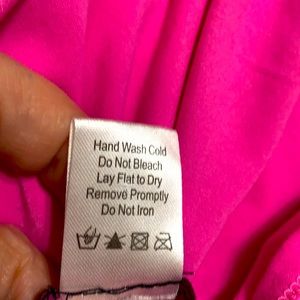 Hand Wash Cold
Do Not Bleach
Lay Flat to Dry
Remove Promptly
Do Not Iron